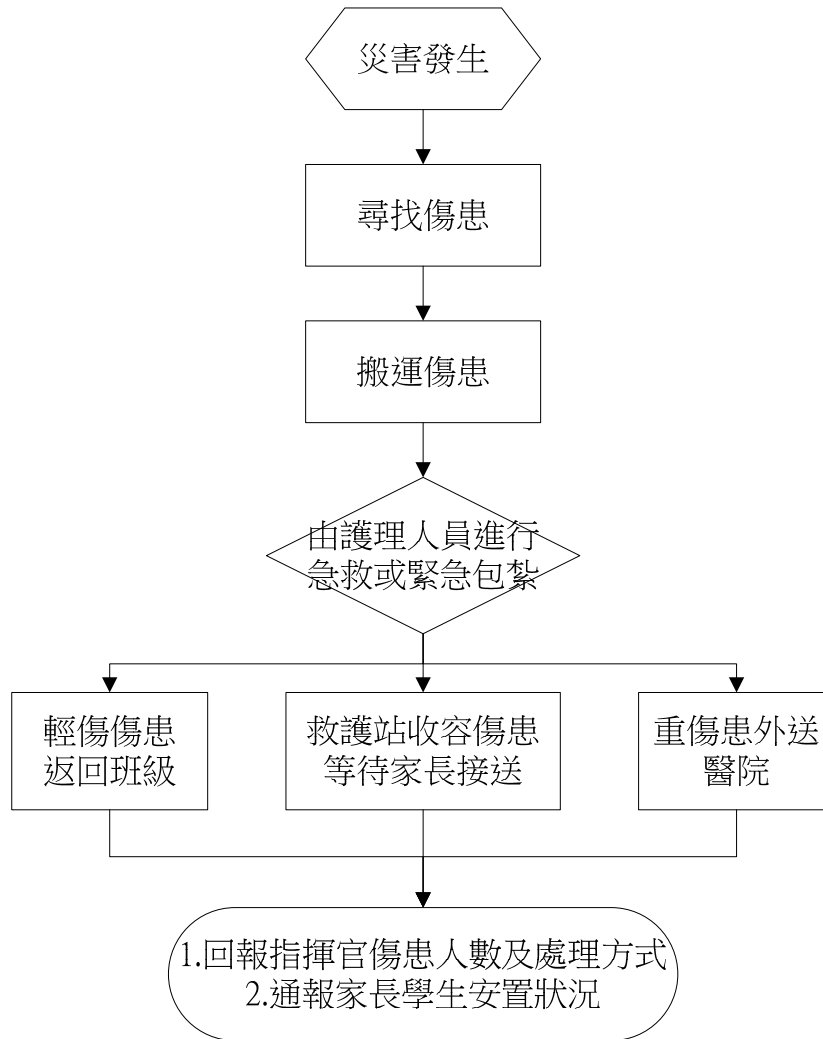 災害發生
尋找傷患
搬運傷患
由護理人員進行
急救或緊急包紮
輕傷傷患
返回班級
救護站收容傷患
等待家長接送
重傷患外送
醫院
1.回報指揮官傷患人數及處理方式
2.通報家長學生安置狀況